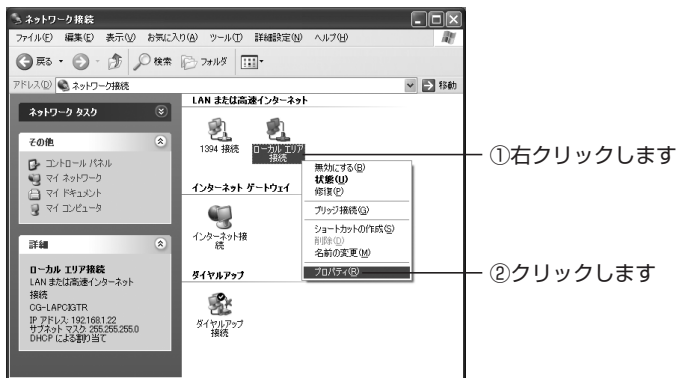 ネットワーク接続
ファイル(F) 編集(E) 表示(V) お気に入り(A) ツール(T) 詳細設定(N) ヘルプ(H)
戻る 検索 フォルダ
アドレス(D) ネットワーク接続 移動
ネットワーク タスク
その他
コントロール パネル
マイ ネットワーク
マイ ドキュメント
マイ コンピュータ
詳細
ローカル エリア接続
LAN または高速インターネット
接続
CG-LAPCIGTR
IP アドレス: 192.168.1.22
サブネット マスク: 255.255.255.0
DHCP による割り当て
LAN または高速インターネット
1394 接続
ローカル エリア
接続
インターネット ゲートウェイ
インターネット接
続
ダイヤルアップ
ダイヤルアップ
接続
無効にする(B)
状態(U)
修復(P)
ブリッジ接続(G)
ショートカットの作成(S)
削除(D)
名前の変更(M)
プロパティ(R)
①右クリックします
②クリックします